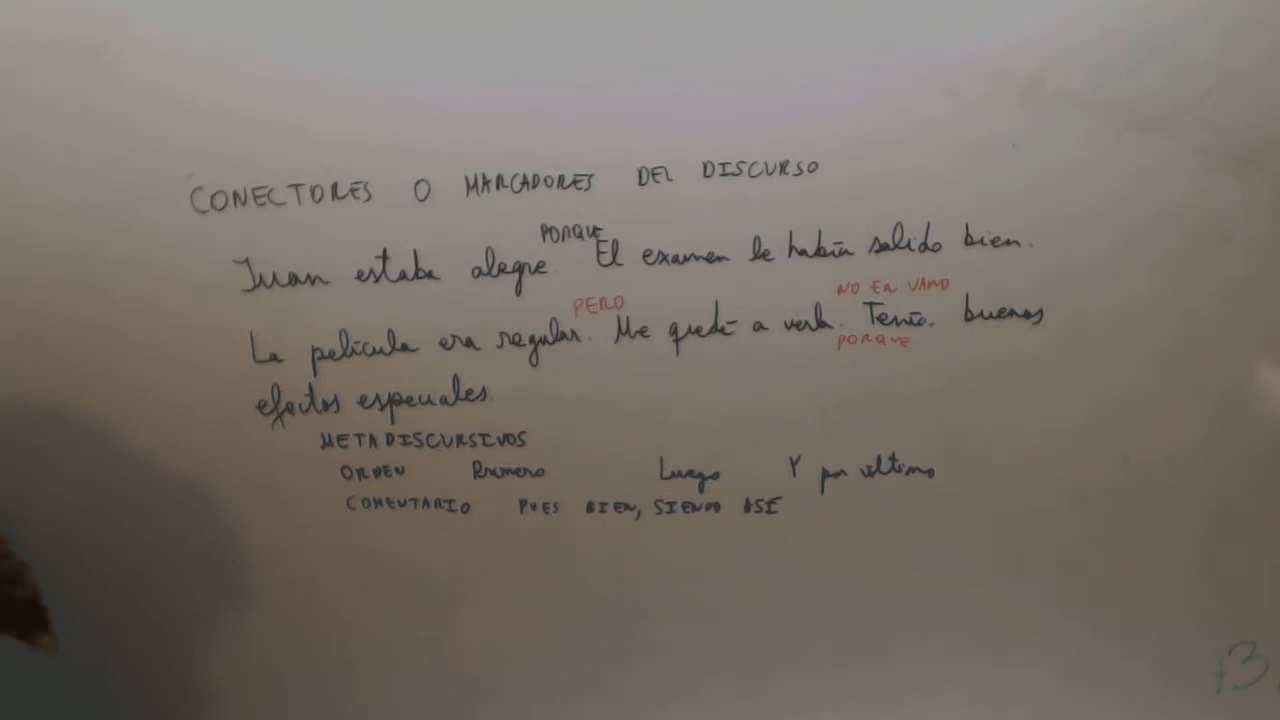 CONECTORES O MARCADORES DEL DISCURSO
PORQUE
Juan estaba alegre. El examen le había salido bien.
PERO NO EN VANO
La película era regular. Me quedé a verla. Tenía buenos
PORQUE
efectos especiales.
METADISCURSIVOS
ORDEN Primero Luego Y por último
COMENTARIO PUES BIEN, SIENDO ASÍ
13